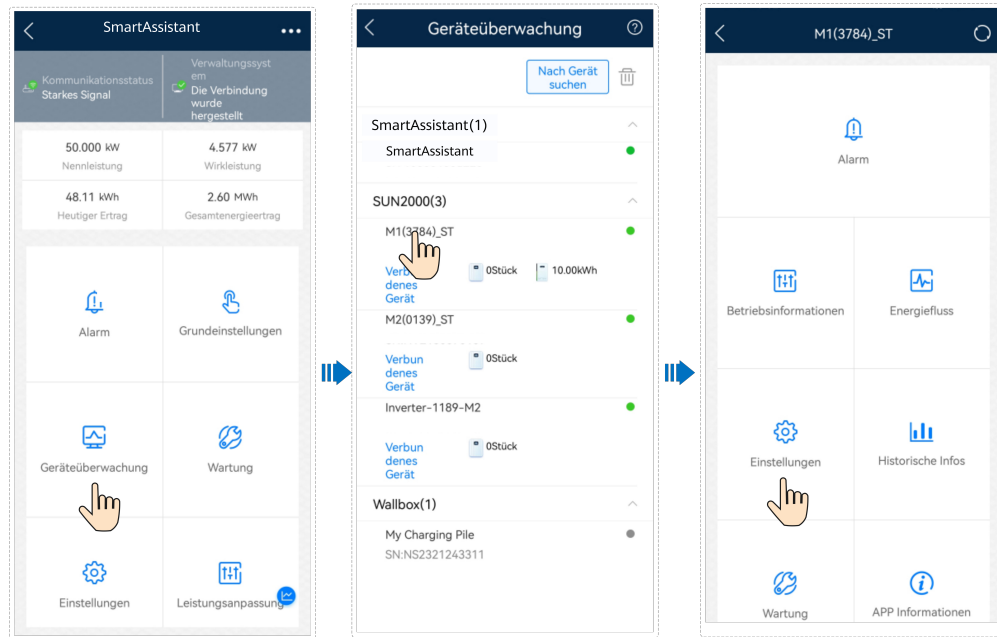 SmartAssistant
Kommunikationsstatus
Starkes Signal
Verwaltungssyst
em
Die Verbindung
wurde
hergestellt
50.000 kW
Nennleistung
4.577 kW
Wirkleistung
48.11 kWh
Heutiger Ertrag
2.60 MWh
Gesamtenergieertrag
Alarm
Grundeinstellungen
Geräteüberwachung
Wartung
Einstellungen
Leistungsanpassung
Geräteüberwachung
Nach Gerät
suchen
SmartAssistant(1)
SmartAssistant
SUN2000(3)
M1(3784)_ST
Verbun
denes
Gerät
0Stück
10.00kWh
M2(0139)_ST
Verbun
denes
Gerät
0Stück
Inverter-1189-M2
Verbun
denes
Gerät
0Stück
Wallbox(1)
My Charging Pile
SN:NS2321243311
M1(3784)_ST
Alarm
Betriebsinformationen
Energiefluss
Einstellungen
Historische Infos
Wartung
APP Informationen